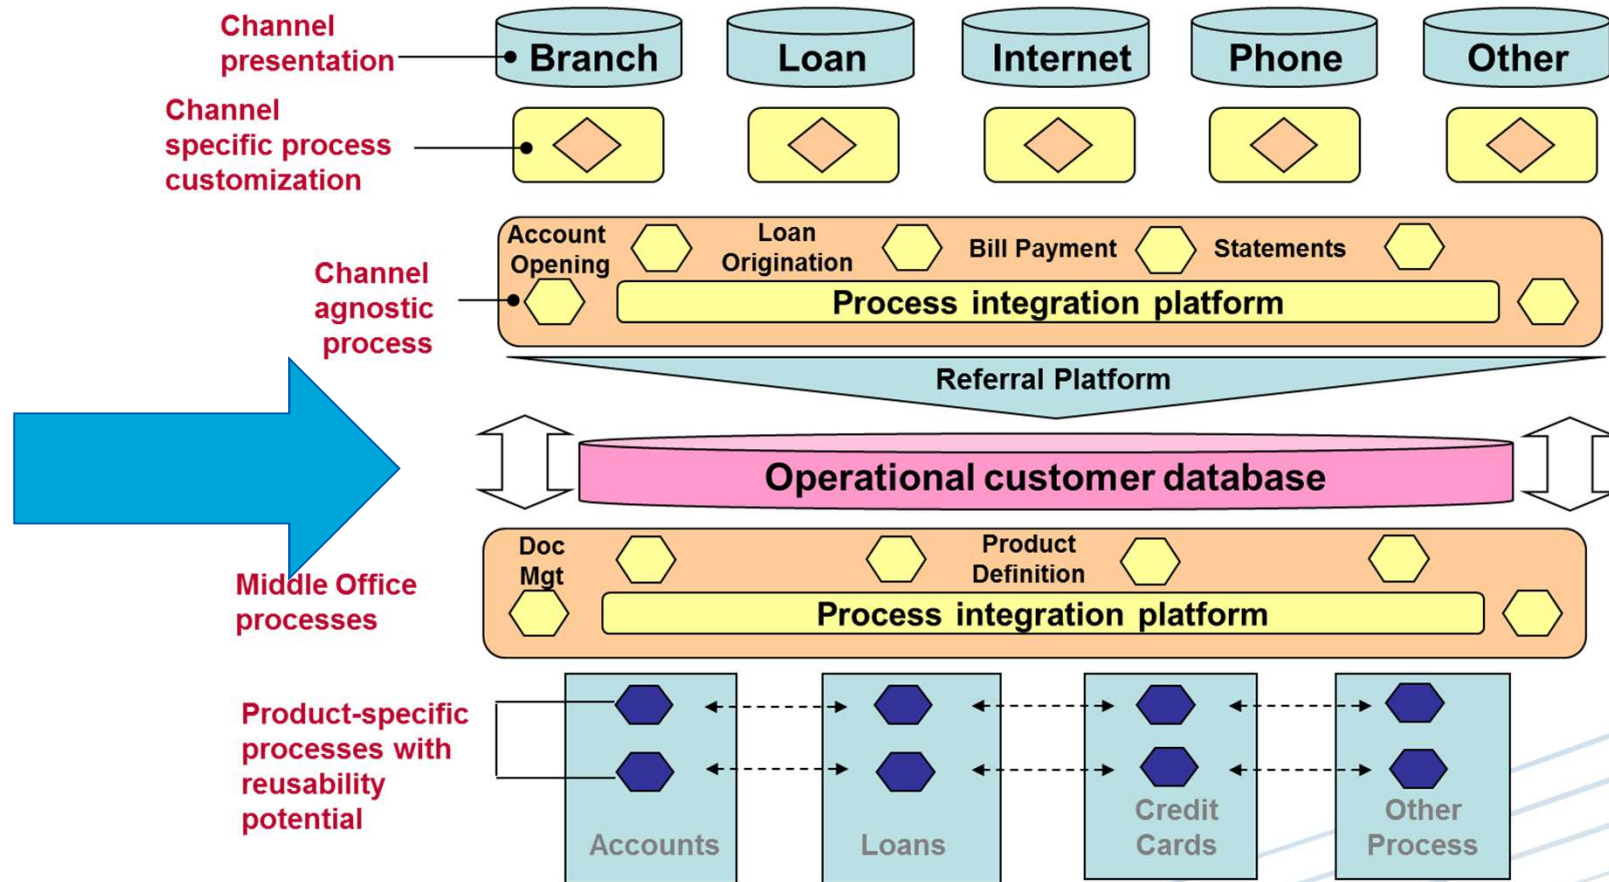 Channel
presentation
Branch
Loan
Internet
Phone
Other
Channel
specific process
customization
Account
Opening
Loan
Origination
Bill Payment
Statements
Channel
agnostic
process
Process integration platform
Referral Platform
Operational customer database
Doc
Mgt
Product
Definition
Middle Office
processes
Process integration platform
Product-specific
processes with
reusability
potential
Accounts
Loans
Credit
Cards
Other
Process